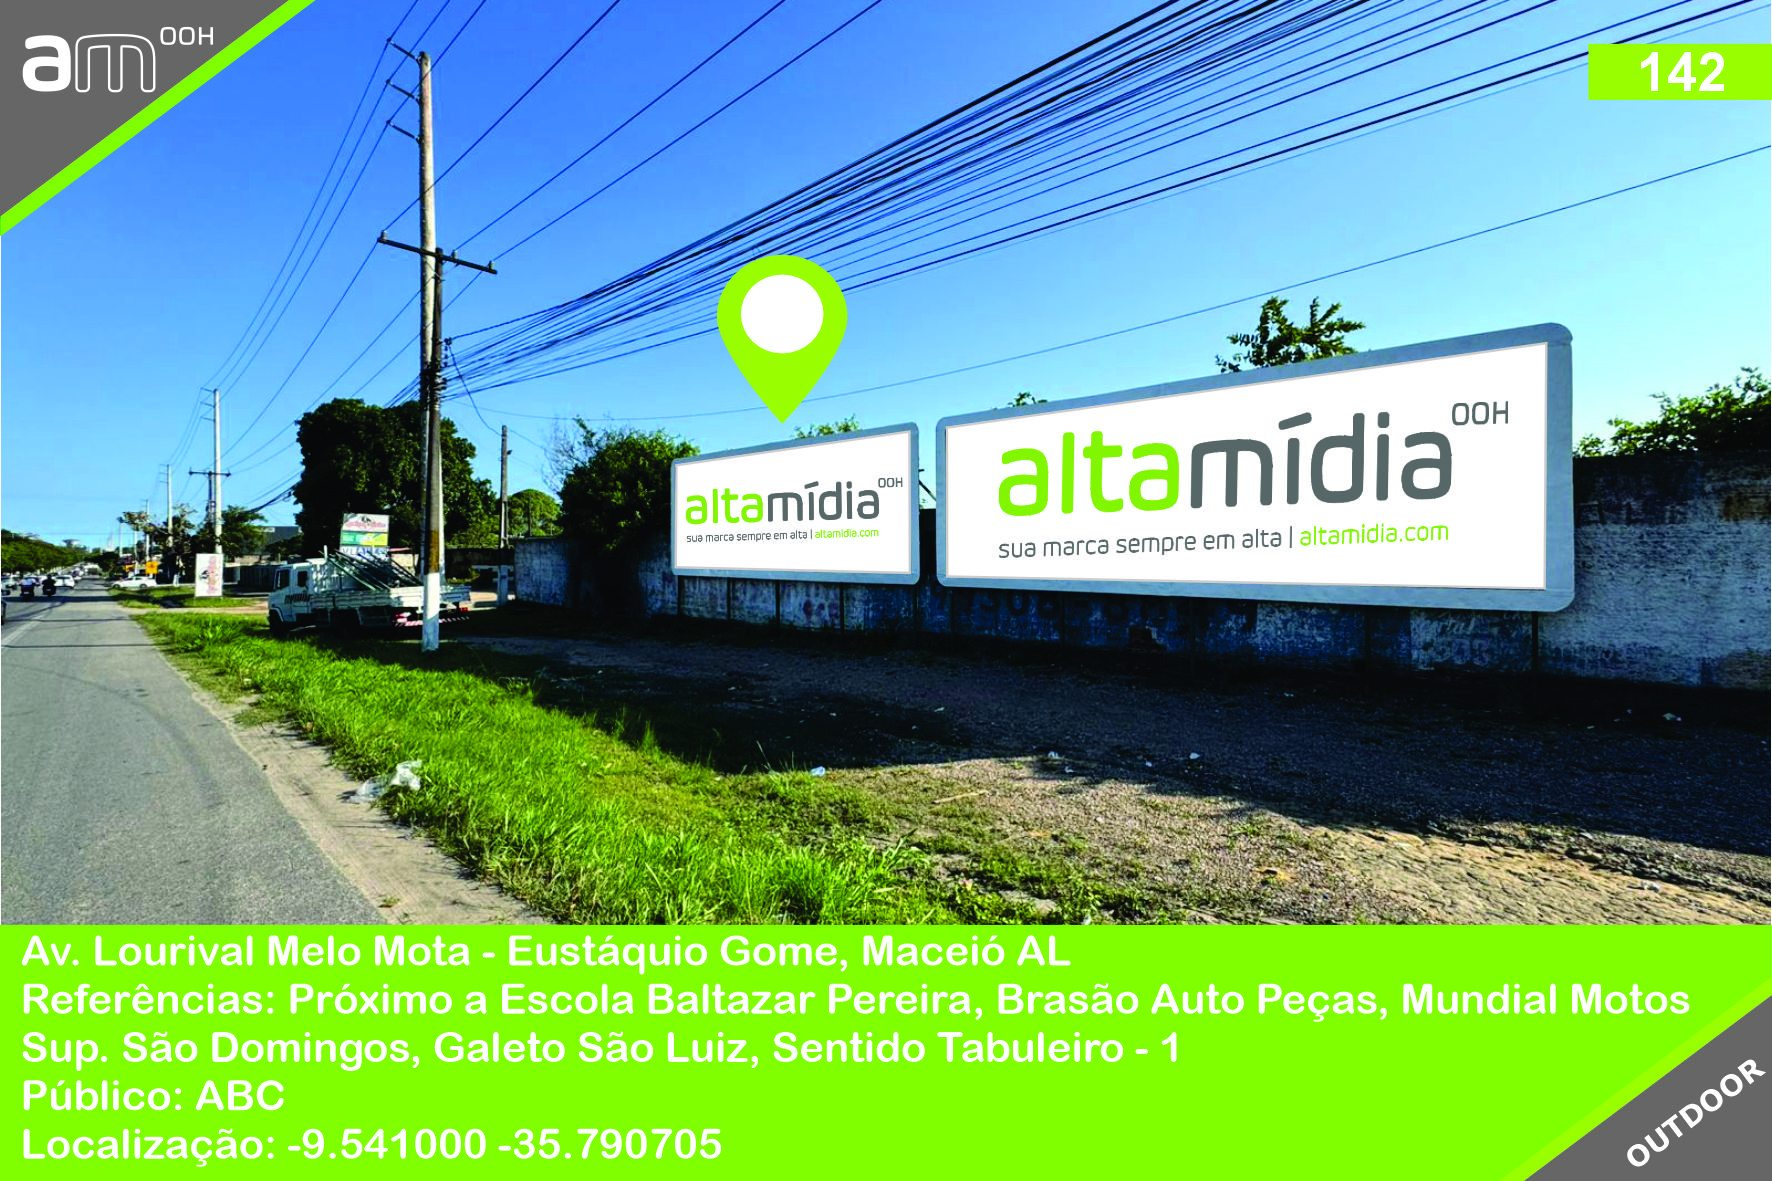 am OOH
142
altamídia OOH
sua marca sempre em alta | altamidia.com
altamídia OOH
sua marca sempre em alta | altamidia.com
Av. Lourival Melo Mota - Eustáquio Gome, Maceió AL
Referências: Próximo a Escola Baltazar Pereira, Brasão Auto Peças, Mundial Motos
Sup. São Domingos, Galeto São Luiz, Sentido Tabuleiro - 1
Público: ABC
Localização: -9.541000 -35.790705
OUTDOOR